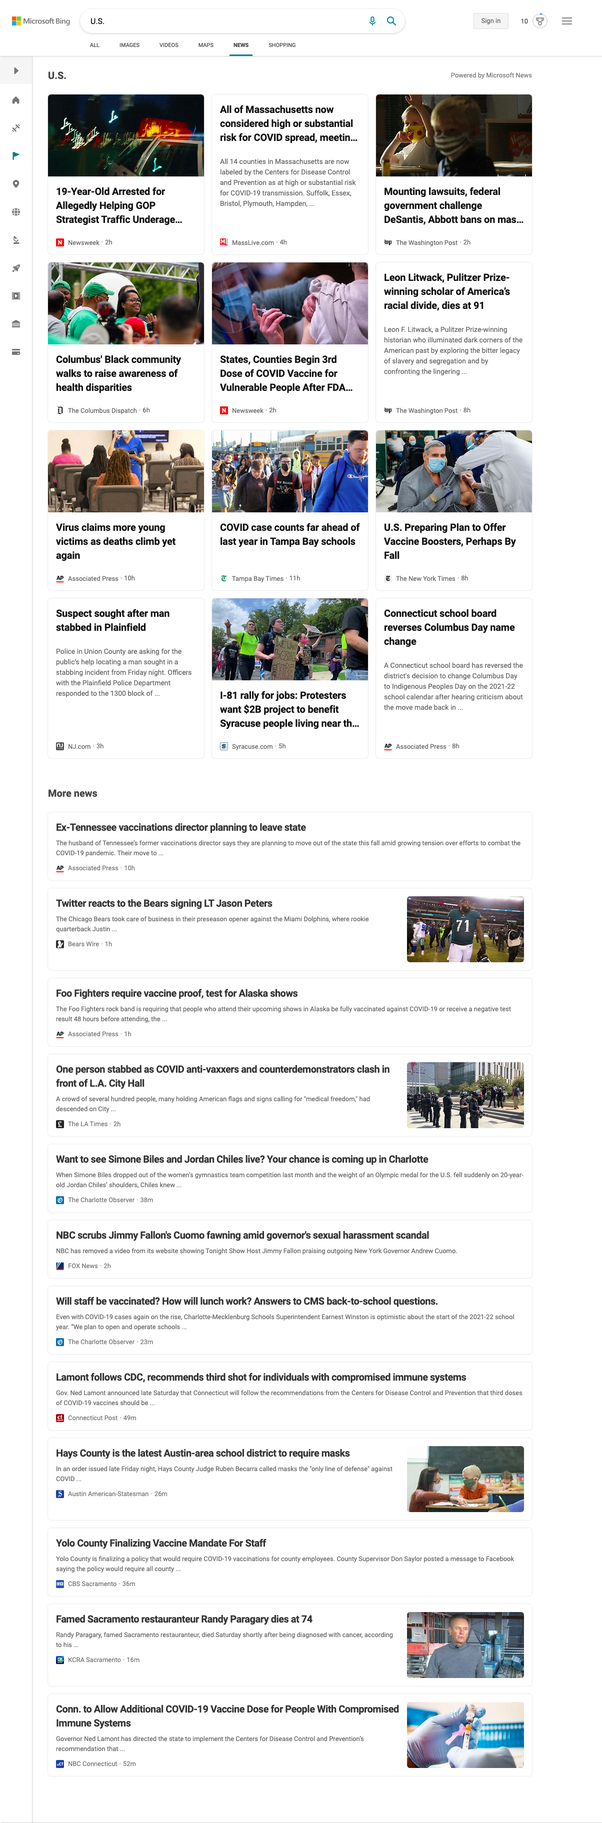 Microsoft Bing
U.S.
Sign in
10
ALL IMAGES VIDEOS MAPS NEWS SHOPPING
U.S.
Powered by Microsoft News
19-Year-Old Arrested for
Allegedly Helping GOP
Strategist Traffic Underage...
Newsweek · 2h
All of Massachusetts now
considered high or substantial
risk for COVID spread, meetin...
All 14 counties in Massachusetts are now
labeled by the Centers for Disease Control
and Prevention as at high or substantial risk
for COVID-19 transmission. Suffolk, Essex,
Bristol, Plymouth, Hampden, ...
MassLive.com · 4h
Mounting lawsuits, federal
government challenge
DeSantis, Abbott bans on mas...
wp The Washington Post · 2h
Columbus' Black community
walks to raise awareness of
health disparities
The Columbus Dispatch · 6h
States, Counties Begin 3rd
Dose of COVID Vaccine for
Vulnerable People After FDA...
Newsweek · 2h
Leon Litwack, Pulitzer Prize-
winning scholar of America's
racial divide, dies at 91
Leon F. Litwack, a Pulitzer Prize-winning
historian who illuminated dark corners of the
American past by exploring the bitter legacy
of slavery and segregation and by
confronting the lingering ...
wp The Washington Post · 8h
Virus claims more young
victims as deaths climb yet
again
AP Associated Press · 10h
COVID case counts far ahead of
last year in Tampa Bay schools
Tampa Bay Times · 11h
U.S. Preparing Plan to Offer
Vaccine Boosters, Perhaps By
Fall
The New York Times · 8h
Suspect sought after man
stabbed in Plainfield
Police in Union County are asking for the
public's help locating a man sought in a
stabbing incident from Friday night. Officers
with the Plainfield Police Department
responded to the 1300 block of ...
NJ.com · 3h
I-81 rally for jobs: Protesters
want $2B project to benefit
Syracuse people living near th...
Syracuse.com · 5h
Connecticut school board
reverses Columbus Day name
change
A Connecticut school board has reversed the
district's decision to change Columbus Day
to Indigenous Peoples Day on the 2021-22
school calendar after hearing criticism about
the move made back in ...
AP Associated Press · 8h
More news
Ex-Tennessee vaccinations director planning to leave state
The husband of Tennessee's former vaccinations director says they are planning to move out of the state this fall amid growing tension over efforts to combat the
COVID-19 pandemic. Their move to ...
AP Associated Press · 10h
Twitter reacts to the Bears signing LT Jason Peters
The Chicago Bears took care of business in their preseason opener against the Miami Dolphins, where rookie
quarterback Justin ...
Bears Wire · 1h
71
Foo Fighters require vaccine proof, test for Alaska shows
The Foo Fighters rock band is requiring that people who attend their upcoming shows in Alaska be fully vaccinated against COVID-19 or receive a negative test
result 48 hours before attending, the ...
AP Associated Press · 1h
One person stabbed as COVID anti-vaxxers and counterdemonstrators clash in
front of L.A. City Hall
A crowd of several hundred people, many holding American flags and signs calling for "medical freedom," had
descended on City ...
The LA Times · 2h
Want to see Simone Biles and Jordan Chiles live? Your chance is coming up in Charlotte
When Simone Biles dropped out of the women's gymnastics team competition last month and the weight of an Olympic medal for the U.S. fell suddenly on 20-year-
old Jordan Chiles' shoulders, Chiles knew ...
The Charlotte Observer · 38m
NBC scrubs Jimmy Fallon's Cuomo fawning amid governor's sexual harassment scandal
NBC has removed a video from its website showing Tonight Show Host Jimmy Fallon praising outgoing New York Governor Andrew Cuomo.
FOX News · 2h
Will staff be vaccinated? How will lunch work? Answers to CMS back-to-school questions.
Even with COVID-19 cases again on the rise, Charlotte-Mecklenburg Schools Superintendent Earnest Winston is optimistic about the start of the 2021-22 school
year. "We plan to open and operate schools ...
The Charlotte Observer · 23m
Lamont follows CDC, recommends third shot for individuals with compromised immune systems
Gov. Ned Lamont announced late Saturday that Connecticut will follow the recommendations from the Centers for Disease Control and Prevention that third doses
of COVID-19 vaccines should be ...
Connecticut Post · 49m
Hays County is the latest Austin-area school district to require masks
In an order issued late Friday night, Hays County Judge Ruben Becerra called masks the "only line of defense" against
COVID ...
Austin American-Statesman · 26m
Yolo County Finalizing Vaccine Mandate For Staff
Yolo County is finalizing a policy that would require COVID-19 vaccinations for county employees. County Supervisor Don Saylor posted a message to Facebook
saying the policy would require all county ...
CBS Sacramento · 36m
Famed Sacramento restauranteur Randy Paragary dies at 74
Randy Paragary, famed Sacramento restauranteur, died Saturday shortly after being diagnosed with cancer, according
to his ...
KCRA Sacramento · 16m
Conn. to Allow Additional COVID-19 Vaccine Dose for People With Compromised
Immune Systems
Governor Ned Lamont has directed the state to implement the Centers for Disease Control and Prevention's
recommendation that ...
NBC Connecticut · 52m